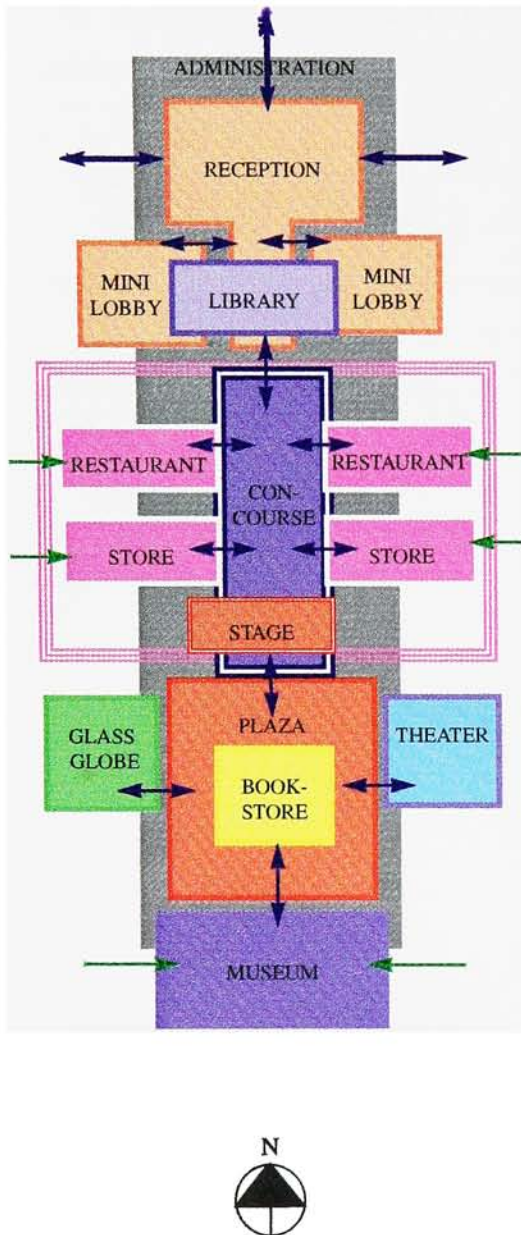 ADMINISTRATION
RECEPTION
MINI
LOBBY
LIBRARY
MINI
LOBBY
RESTAURANT
RESTAURANT
CON-
COURSE
STORE
STORE
STAGE
PLAZA
GLASS
GLOBE
THEATER
BOOK-
STORE
MUSEUM
N